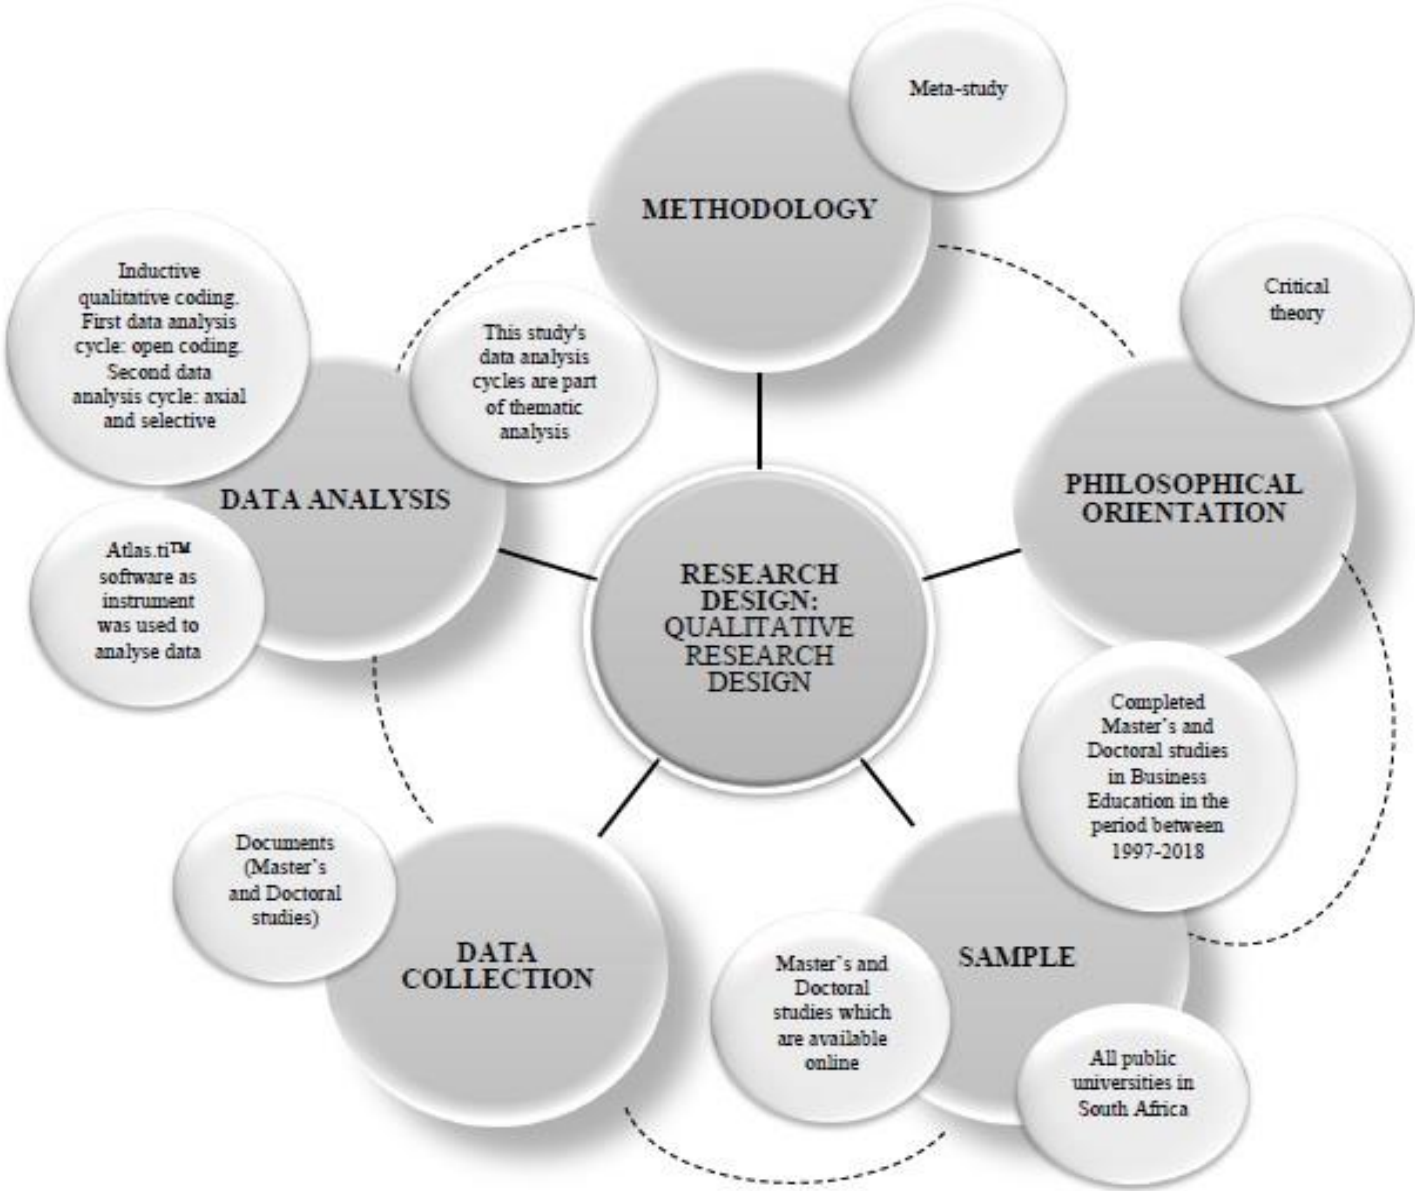 Meta-study
METHODOLOGY
Critical
theory
PHILOSOPHICAL
ORIENTATION
Inductive
qualitative coding.
First data analysis
cycle: open coding.
Second data
analysis cycle: axial
and selective
This study's
data analysis
cycles are part
of thematic
analysis
DATA ANALYSIS
Atlas.ti™
software as
instrument
was used to
analyse data
RESEARCH
DESIGN:
QUALITATIVE
RESEARCH
DESIGN
Completed
Master's and
Doctoral studies
in Business
Education in the
period between
1997-2018
SAMPLE
Master's and
Doctoral
studies which
are available
online
All public
universities in
South Africa
Documents
(Master's
and Doctoral
studies)
DATA
COLLECTION